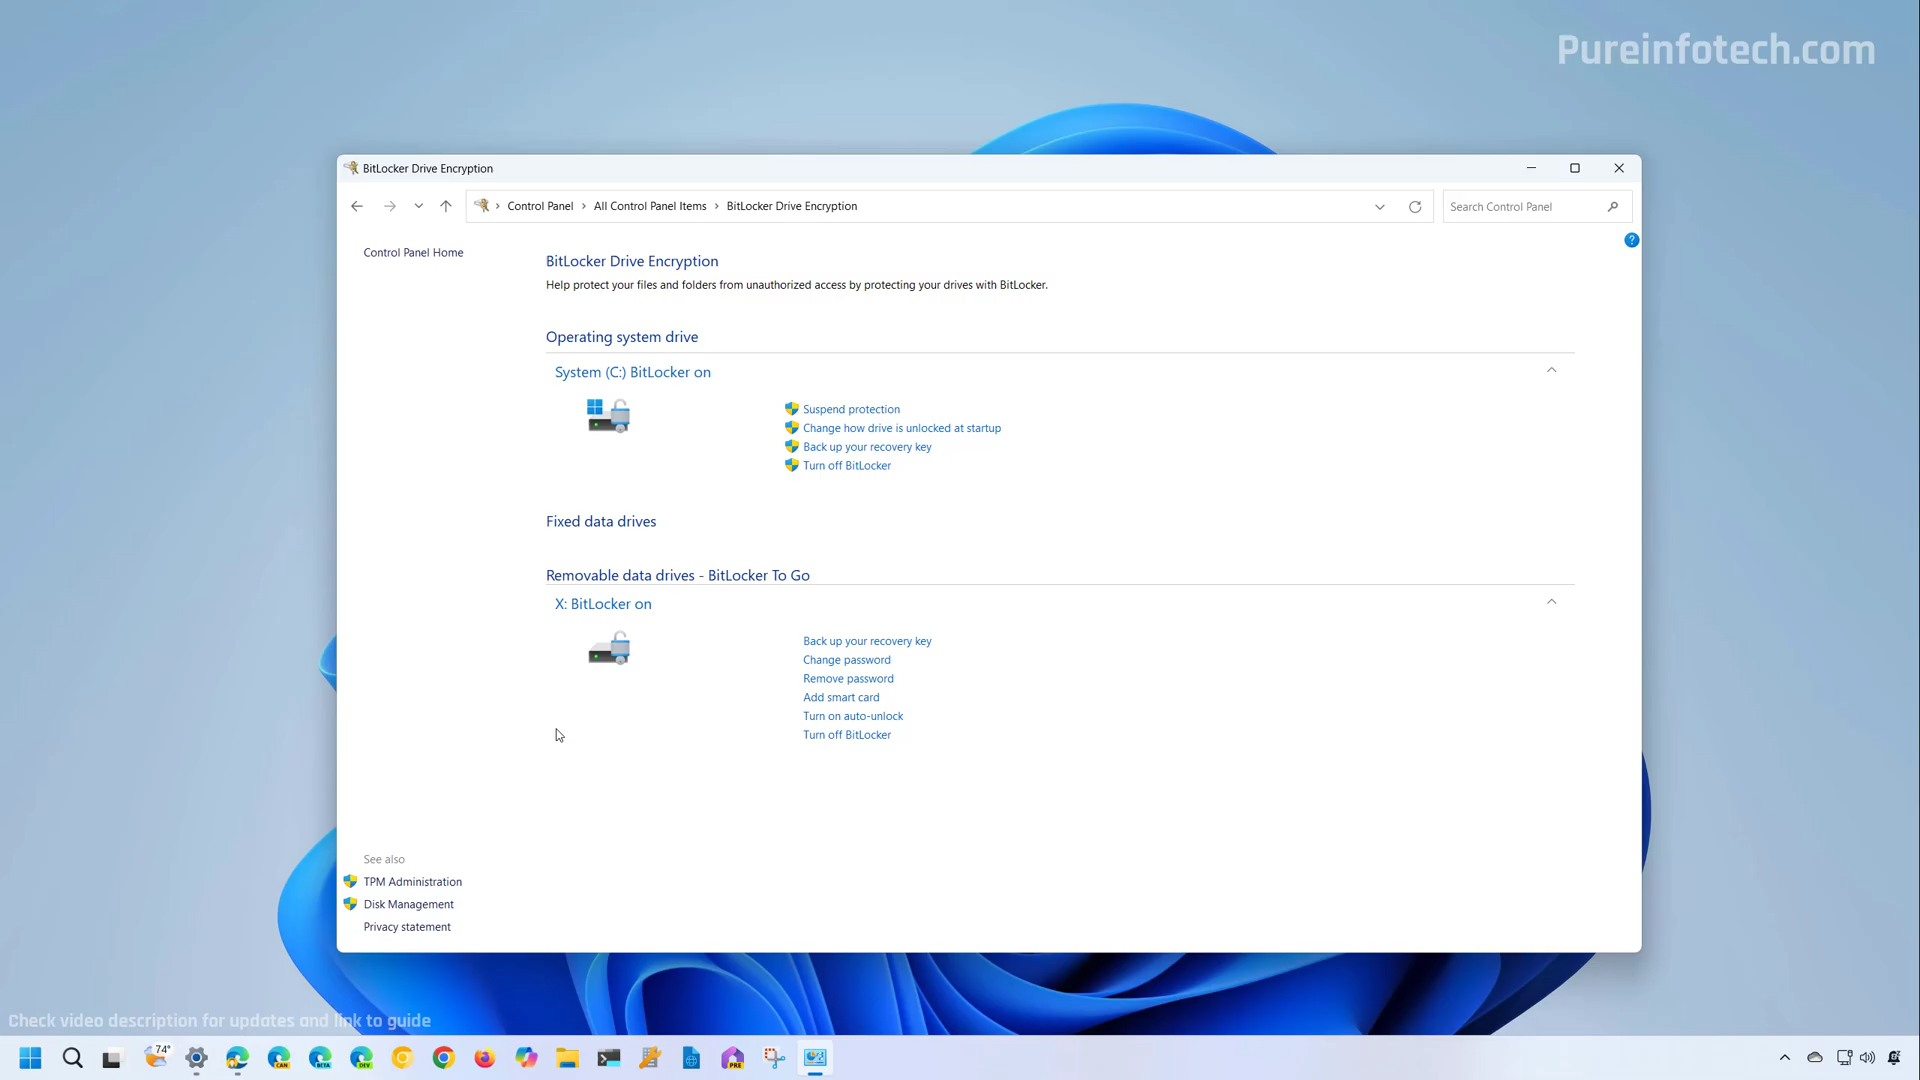 Pureinfotech.com
BitLocker Drive Encryption
Control Panel
All Control Panel Items
BitLocker Drive Encryption
Search Control Panel
Control Panel Home
?
BitLocker Drive Encryption
Help protect your files and folders from unauthorized access by protecting your drives with BitLocker.
Operating system drive
System (C:) BitLocker on
Suspend protection
Change how drive is unlocked at startup
Back up your recovery key
Turn off BitLocker
Fixed data drives
Removable data drives - BitLocker To Go
X: BitLocker on
Back up your recovery key
Change password
Remove password
Add smart card
Turn on auto-unlock
Turn off BitLocker
See also
TPM Administration
Disk Management
Privacy statement
Check video description for updates and link to guide
74°
CAN
BETA
DEV
PRE